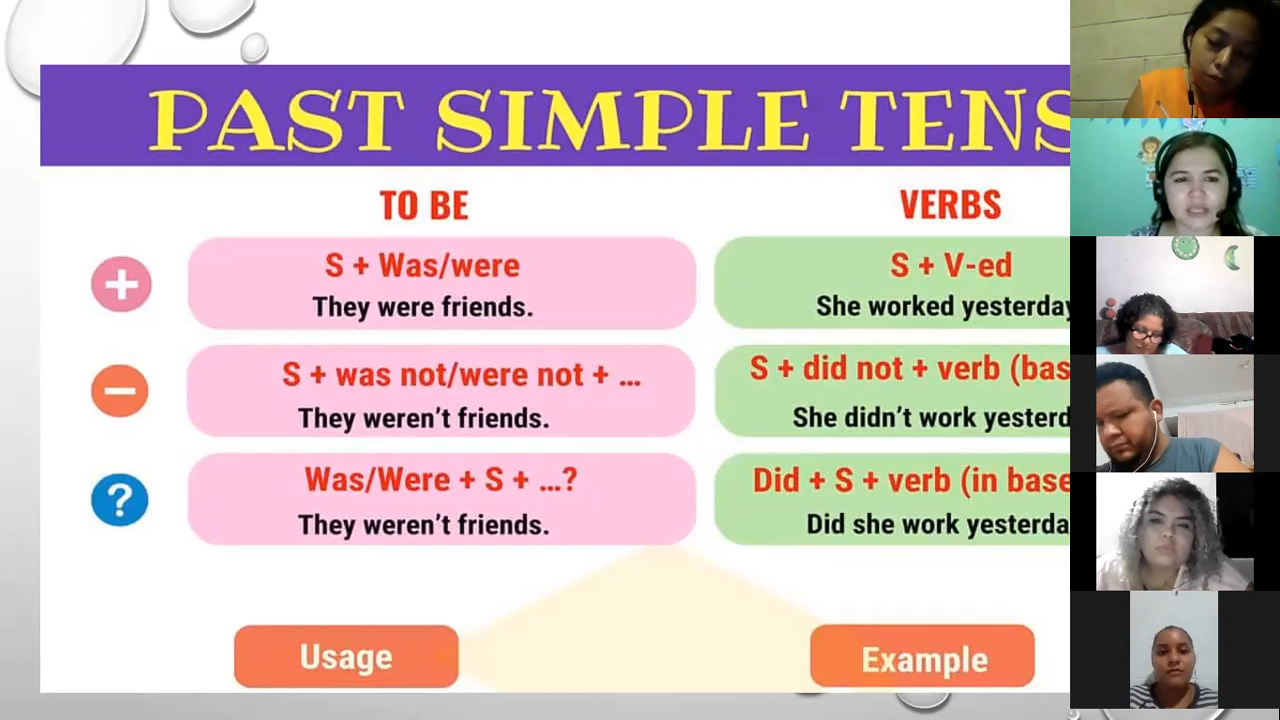 PAST SIMPLE TENS
TO BE
VERBS
S + Was/were
They were friends.
S + V-ed
She worked yesterday
S + was not/were not + ...
They weren’t friends.
S + did not + verb (bas
She didn’t work yesterd
Was/Were + S + ...?
They weren’t friends.
Did + S + verb (in base
Did she work yesterda
Usage
Example